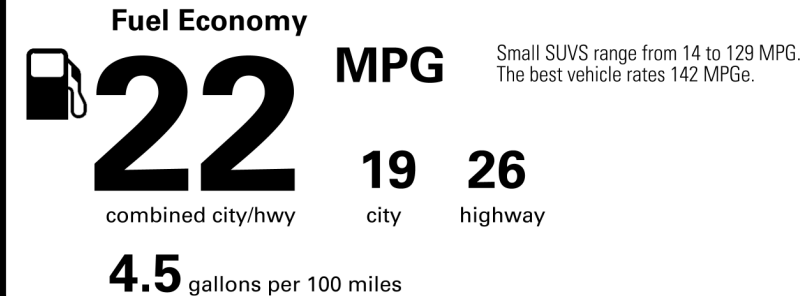 Fuel Economy
22 MPG
Small SUVS range from 14 to 129 MPG.
The best vehicle rates 142 MPGe.
combined city/hwy
19
city
26
highway
4.5 gallons per 100 miles